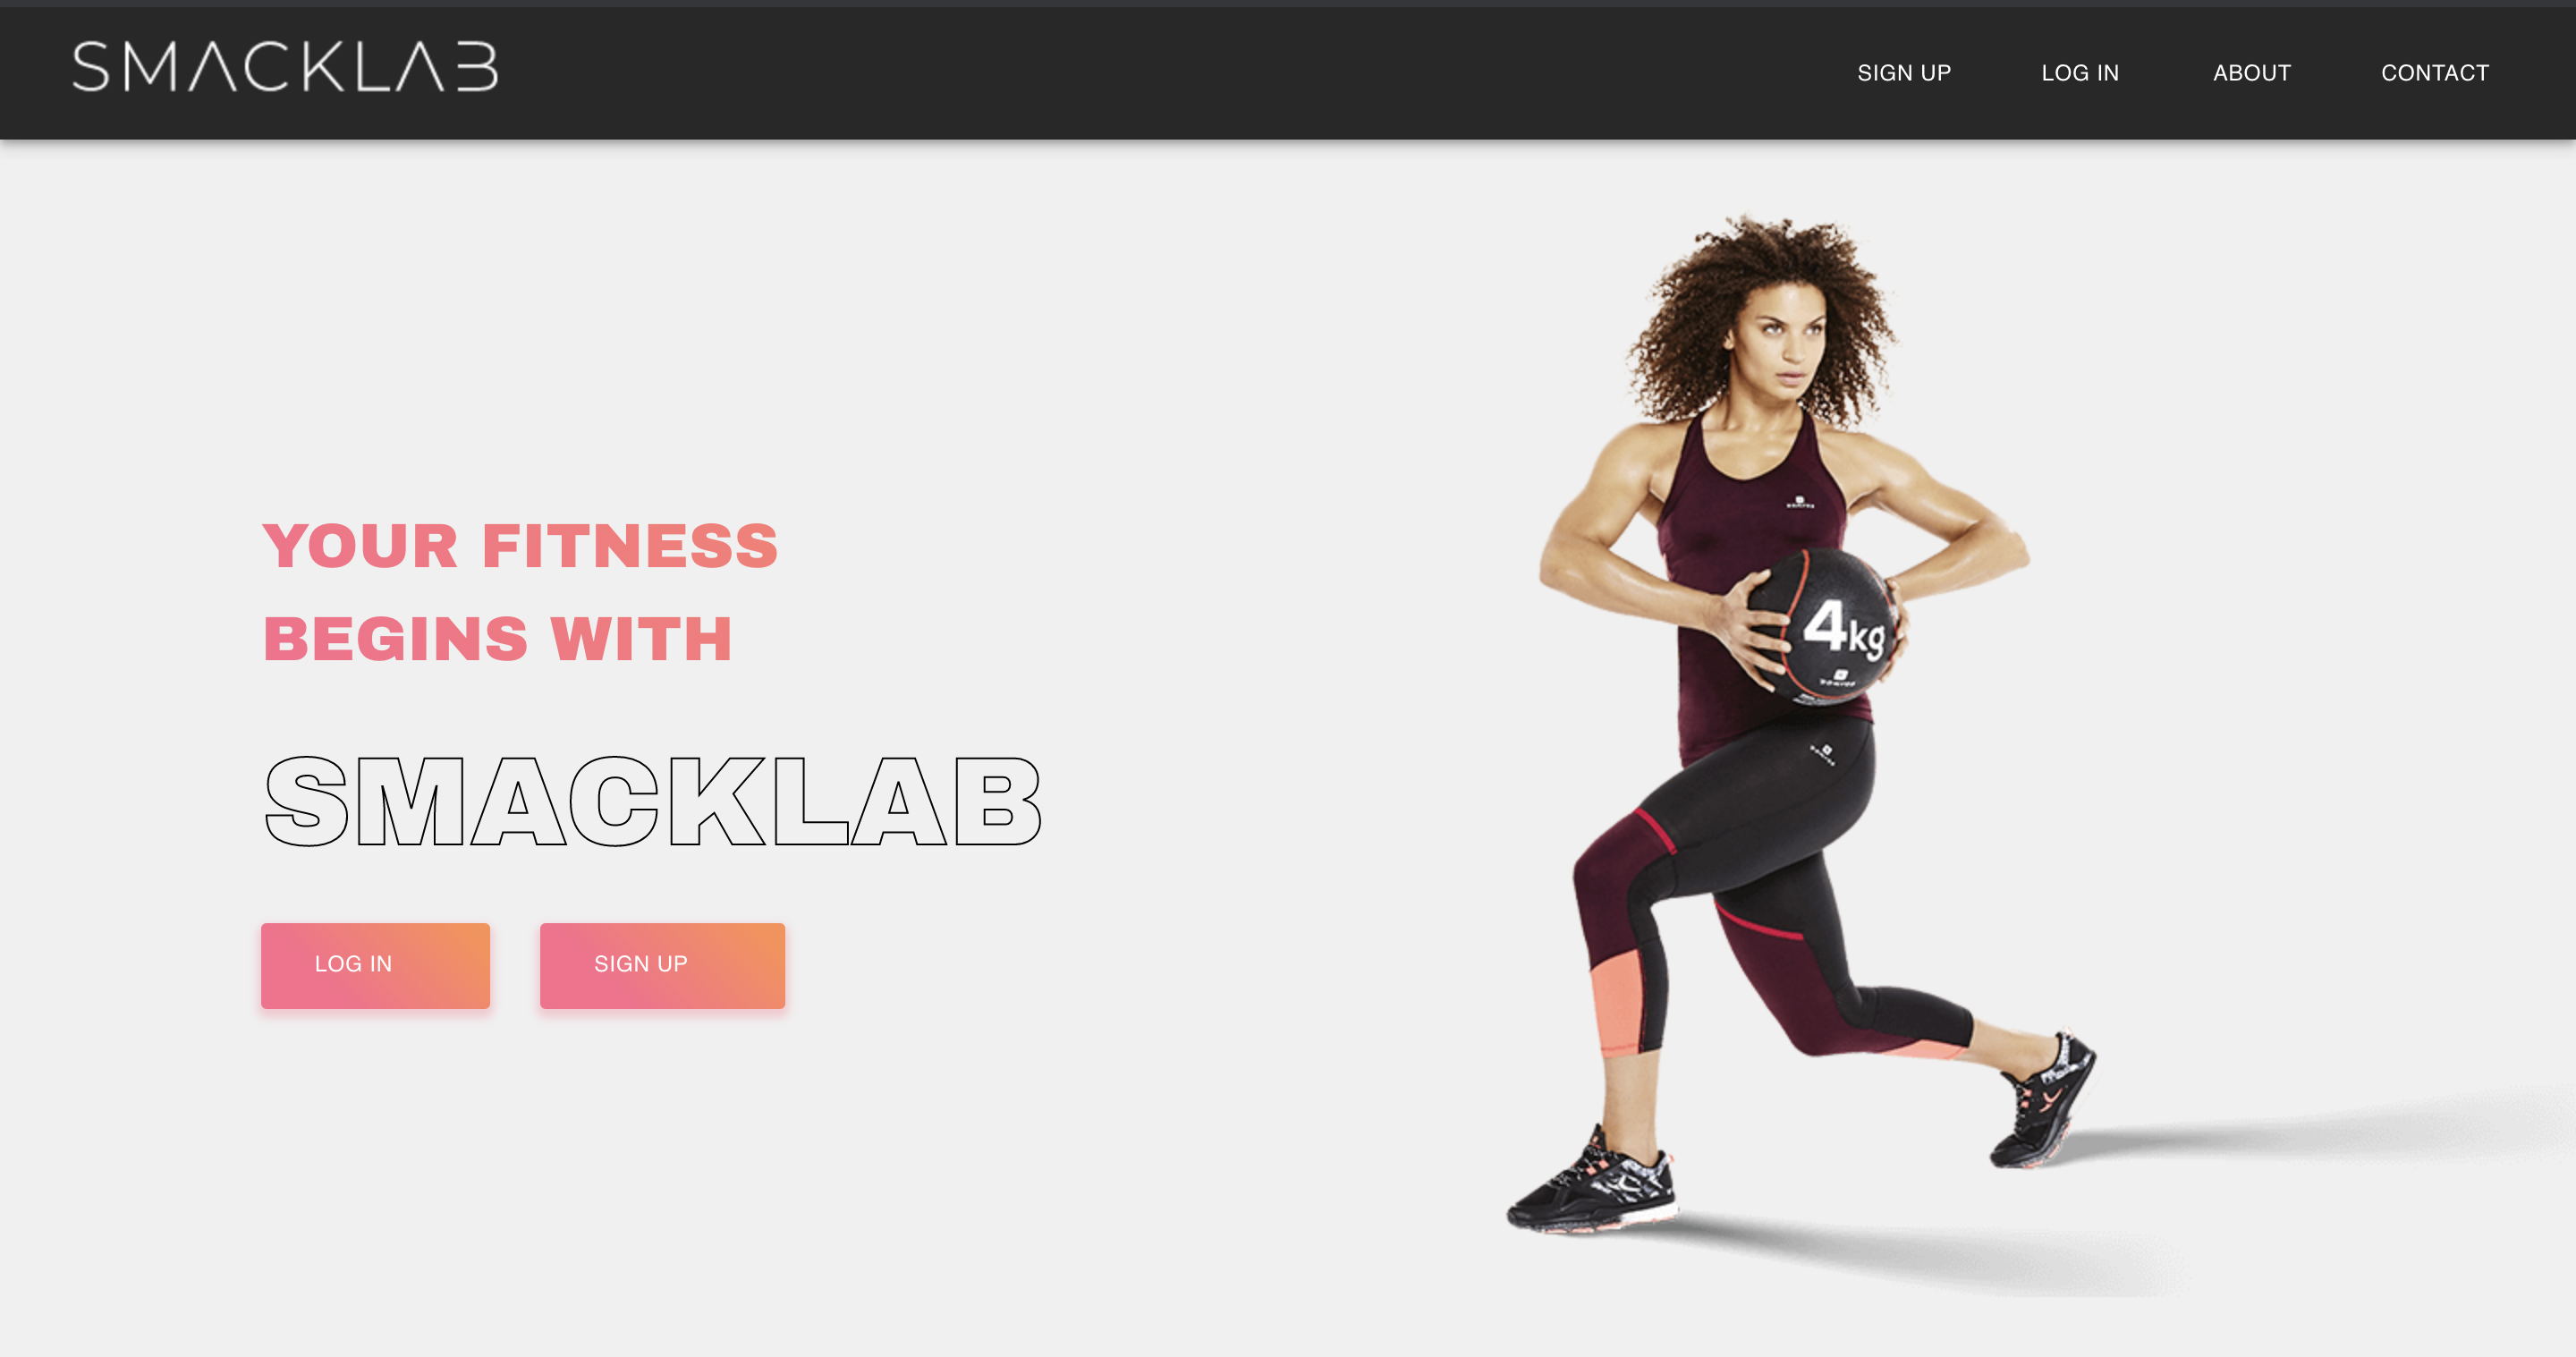 SMACKLAB
SIGN UP
LOG IN
ABOUT
CONTACT
YOUR FITNESS
BEGINS WITH
SMACKLAB
LOG IN
SIGN UP
4kg